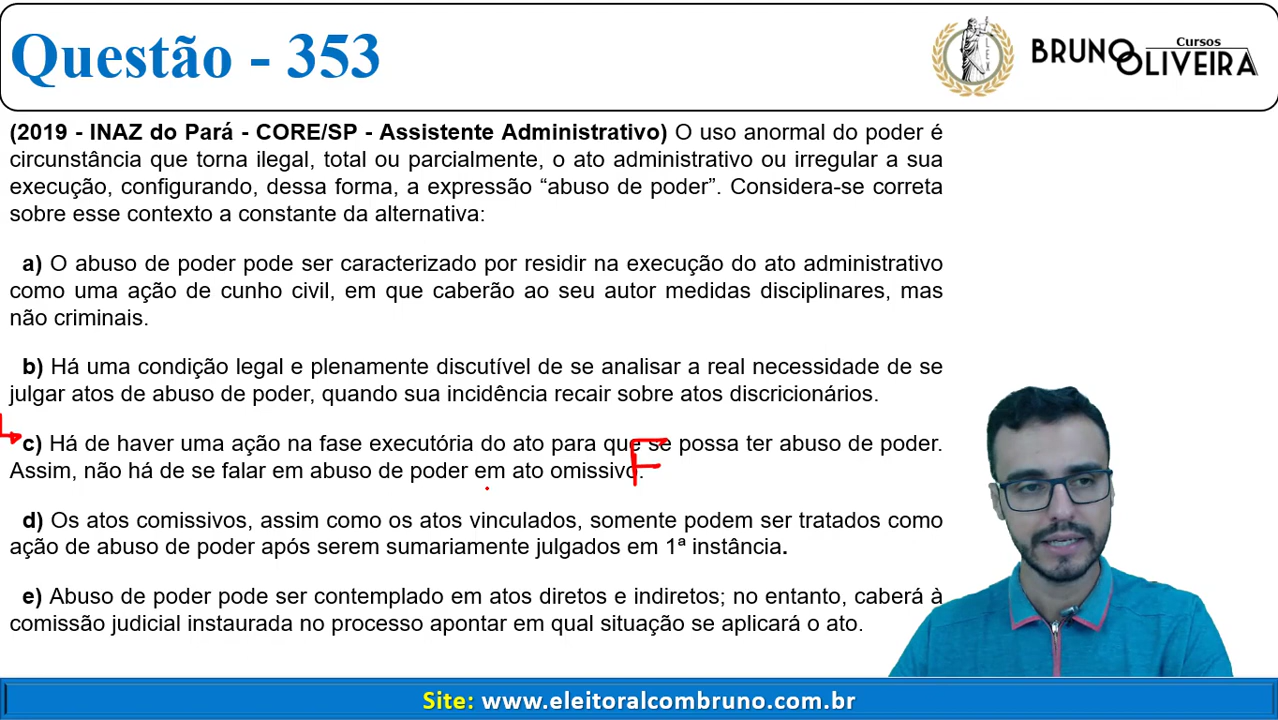 Questão - 353
Cursos
BRUNO OLIVEIRA
LEX
(2019 - INAZ do Pará - CORE/SP - Assistente Administrativo) O uso anormal do poder é
circunstância que torna ilegal, total ou parcialmente, o ato administrativo ou irregular a sua
execução, configurando, dessa forma, a expressão “abuso de poder”. Considera-se correta
sobre esse contexto a constante da alternativa:
a) O abuso de poder pode ser caracterizado por residir na execução do ato administrativo
como uma ação de cunho civil, em que caberão ao seu autor medidas disciplinares, mas
não criminais.
b) Há uma condição legal e plenamente discutível de se analisar a real necessidade de se
julgar atos de abuso de poder, quando sua incidência recair sobre atos discricionários.
c) Há de haver uma ação na fase executória do ato para que se possa ter abuso de poder.
Assim, não há de se falar em abuso de poder em ato omissivo.
F
d) Os atos comissivos, assim como os atos vinculados, somente podem ser tratados como
ação de abuso de poder após serem sumariamente julgados em 1ª instância.
e) Abuso de poder pode ser contemplado em atos diretos e indiretos; no entanto, caberá à
comissão judicial instaurada no processo apontar em qual situação se aplicará o ato.
Site: www.eleitoralcombruno.com.br